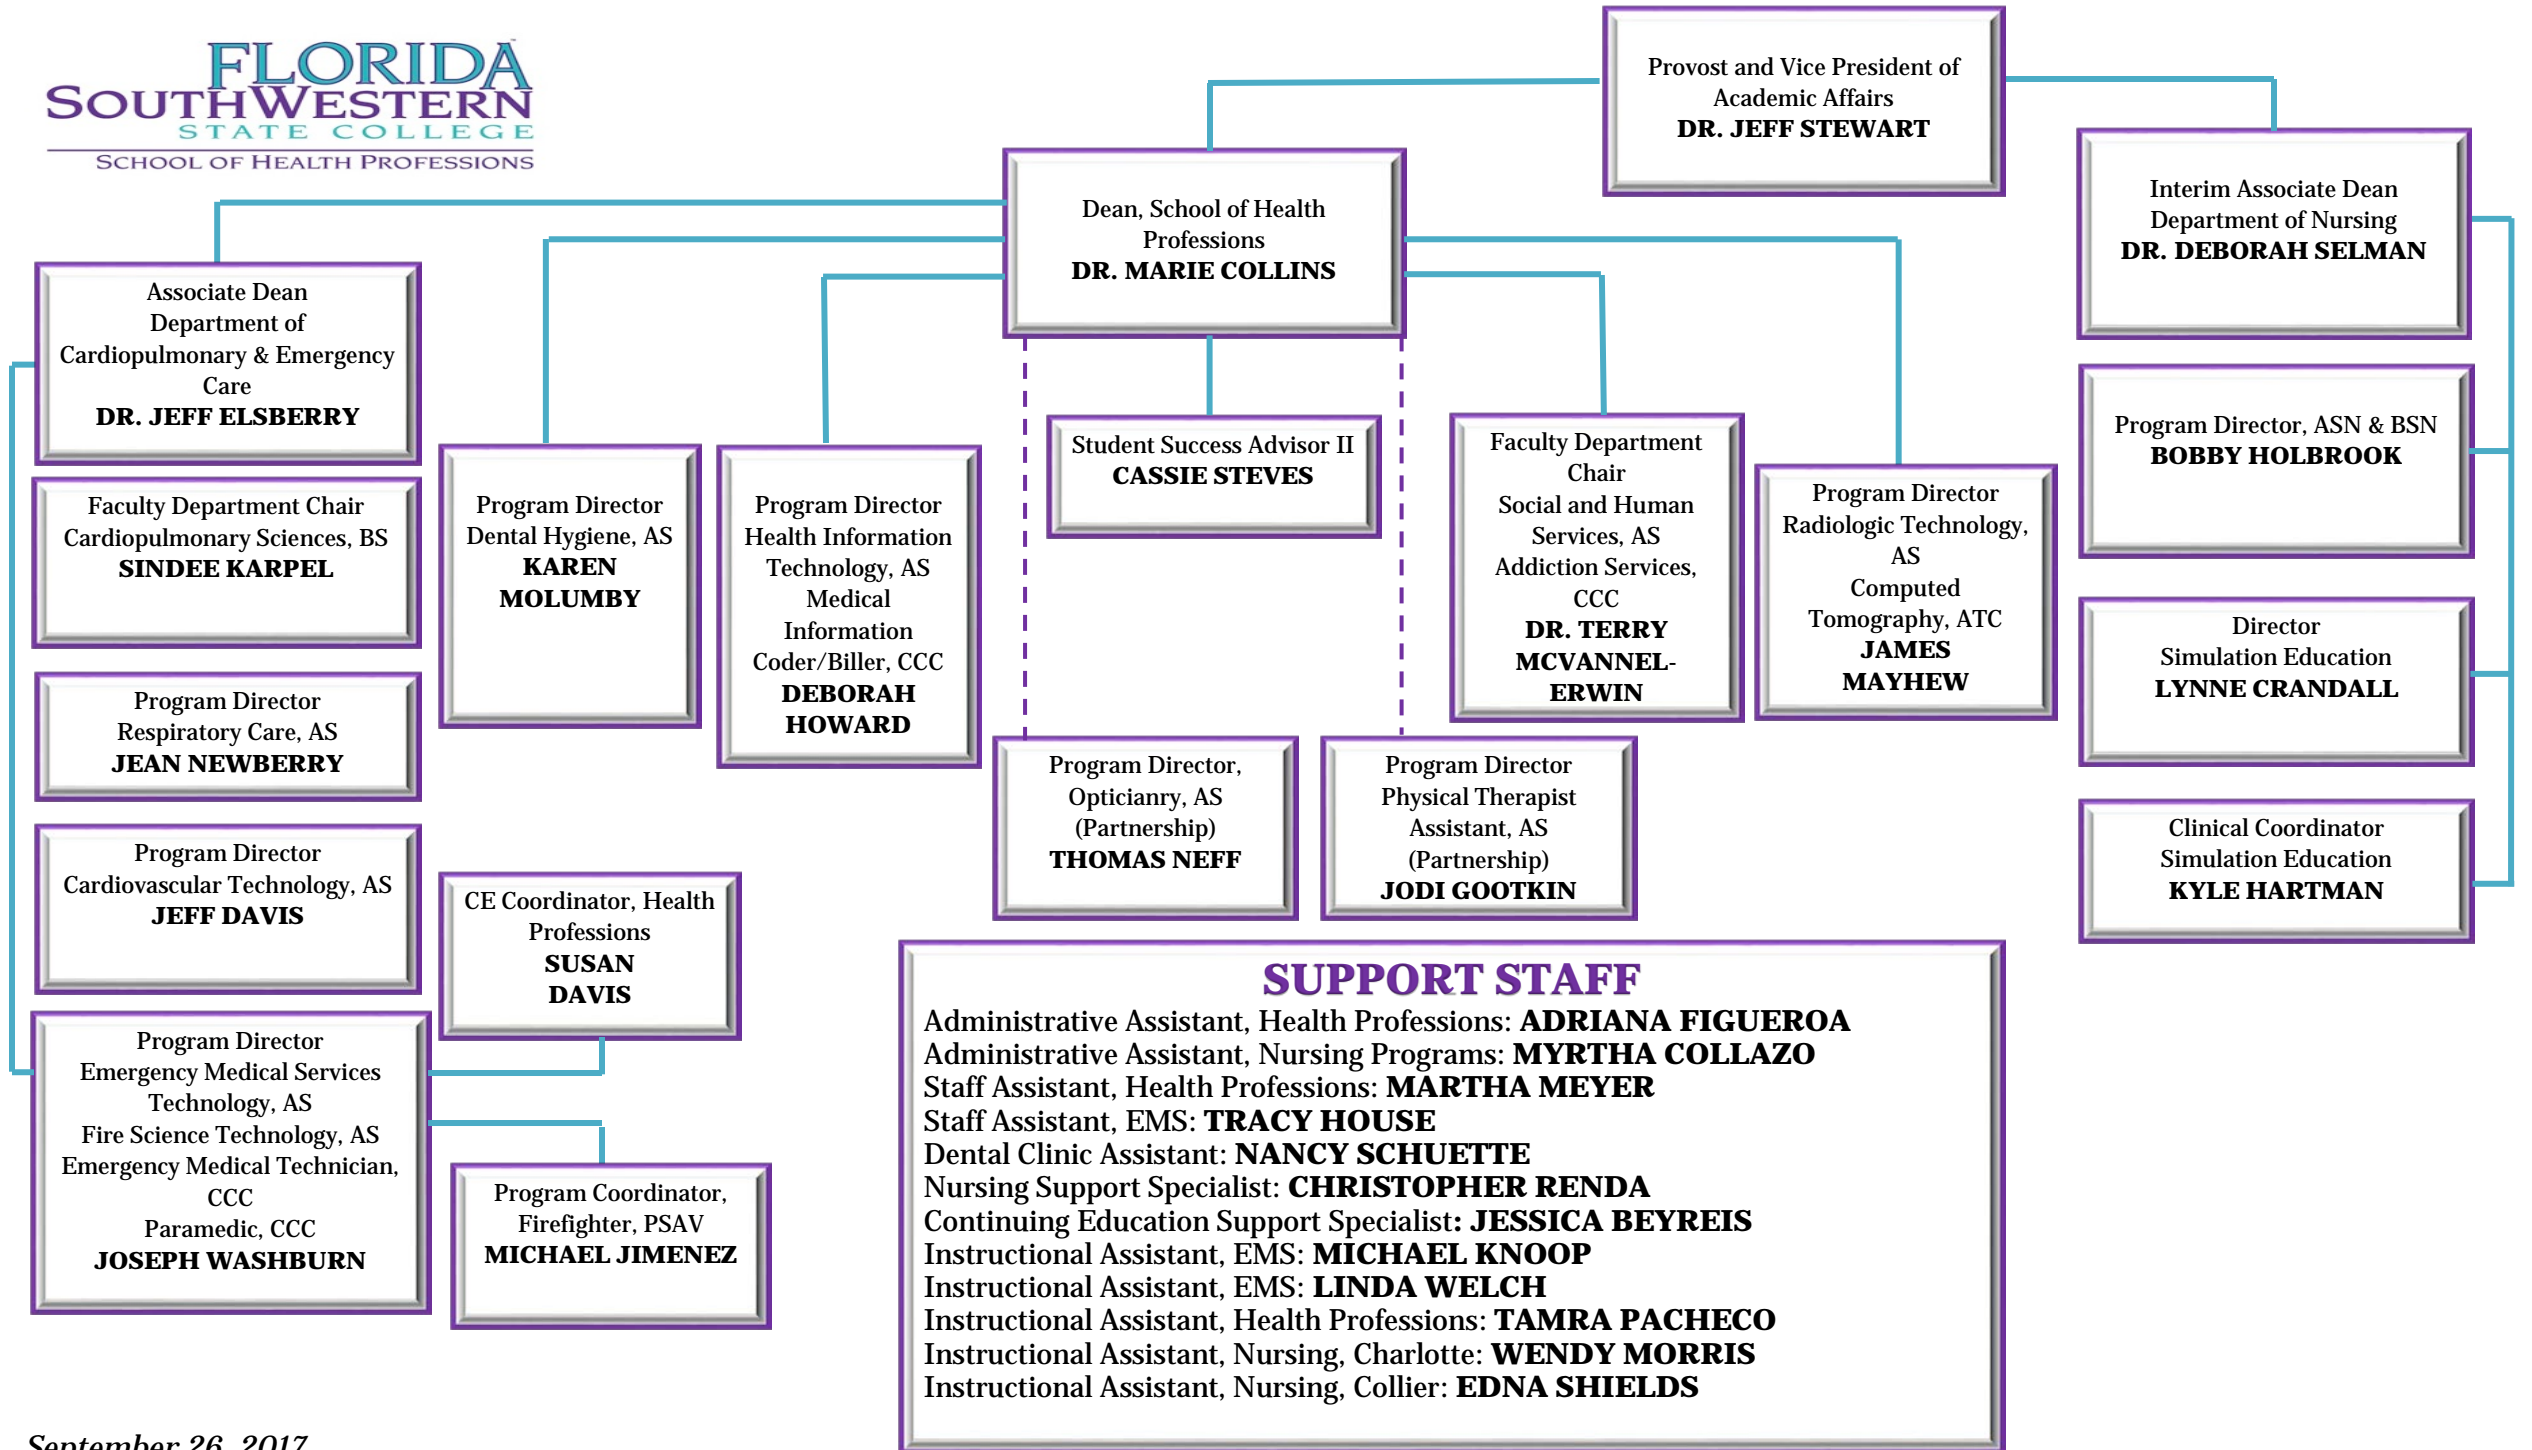 FLORIDA
SOUTHWESTERN
STATE COLLEGE
SCHOOL OF HEALTH PROFESSIONS
Provost and Vice President of
Academic Affairs
DR. JEFF STEWART
Dean, School of Health
Professions
DR. MARIE COLLINS
Interim Associate Dean
Department of Nursing
DR. DEBORAH SELMAN
Associate Dean
Department of
Cardiopulmonary & Emergency
Care
DR. JEFF ELSBERRY
Faculty Department Chair
Cardiopulmonary Sciences, BS
SINDEE KARPEL
Program Director
Respiratory Care, AS
JEAN NEWBERRY
Program Director
Cardiovascular Technology, AS
JEFF DAVIS
Program Director
Emergency Medical Services
Technology, AS
Fire Science Technology, AS
Emergency Medical Technician,
CCC
Paramedic, CCC
JOSEPH WASHBURN
CE Coordinator, Health
Professions
SUSAN
DAVIS
Program Coordinator,
Firefighter, PSAV
MICHAEL JIMENEZ
Program Director
Dental Hygiene, AS
KAREN
MOLUMBY
Program Director
Health Information
Technology, AS
Medical
Information
Coder/Biller, CCC
DEBORAH
HOWARD
Student Success Advisor II
CASSIE STEVES
Program Director,
Opticianry, AS
(Partnership)
THOMAS NEFF
Program Director
Physical Therapist
Assistant, AS
(Partnership)
JODI GOOTKIN
Faculty Department
Chair
Social and Human
Services, AS
Addiction Services,
CCC
DR. TERRY
MCVANNEL-
ERWIN
Program Director
Radiologic Technology,
AS
Computed
Tomography, ATC
JAMES
MAYHEW
Program Director, ASN & BSN
BOBBY HOLBROOK
Director
Simulation Education
LYNNE CRANDALL
Clinical Coordinator
Simulation Education
KYLE HARTMAN
SUPPORT STAFF
Administrative Assistant, Health Professions: ADRIANA FIGUEROA
Administrative Assistant, Nursing Programs: MYRTHA COLLAZO
Staff Assistant, Health Professions: MARTHA MEYER
Staff Assistant, EMS: TRACY HOUSE
Dental Clinic Assistant: NANCY SCHUETTE
Nursing Support Specialist: CHRISTOPHER RENDA
Continuing Education Support Specialist: JESSICA BEYREIS
Instructional Assistant, EMS: MICHAEL KNOOP
Instructional Assistant, EMS: LINDA WELCH
Instructional Assistant, Health Professions: TAMRA PACHECO
Instructional Assistant, Nursing, Charlotte: WENDY MORRIS
Instructional Assistant, Nursing, Collier: EDNA SHIELDS
September 26, 2017